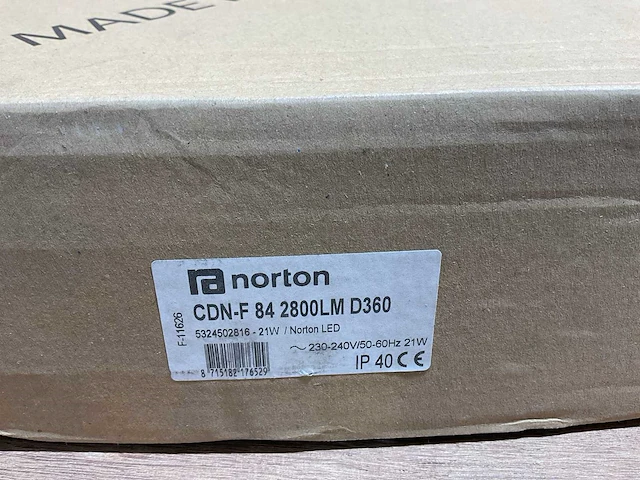 MADE
norton
CDN-F 84 2800LM D360
5324502816 - 21W / Norton LED
F-11626
~ 230-240V/50-60Hz 21W
IP 40 CE
8 715182 176529